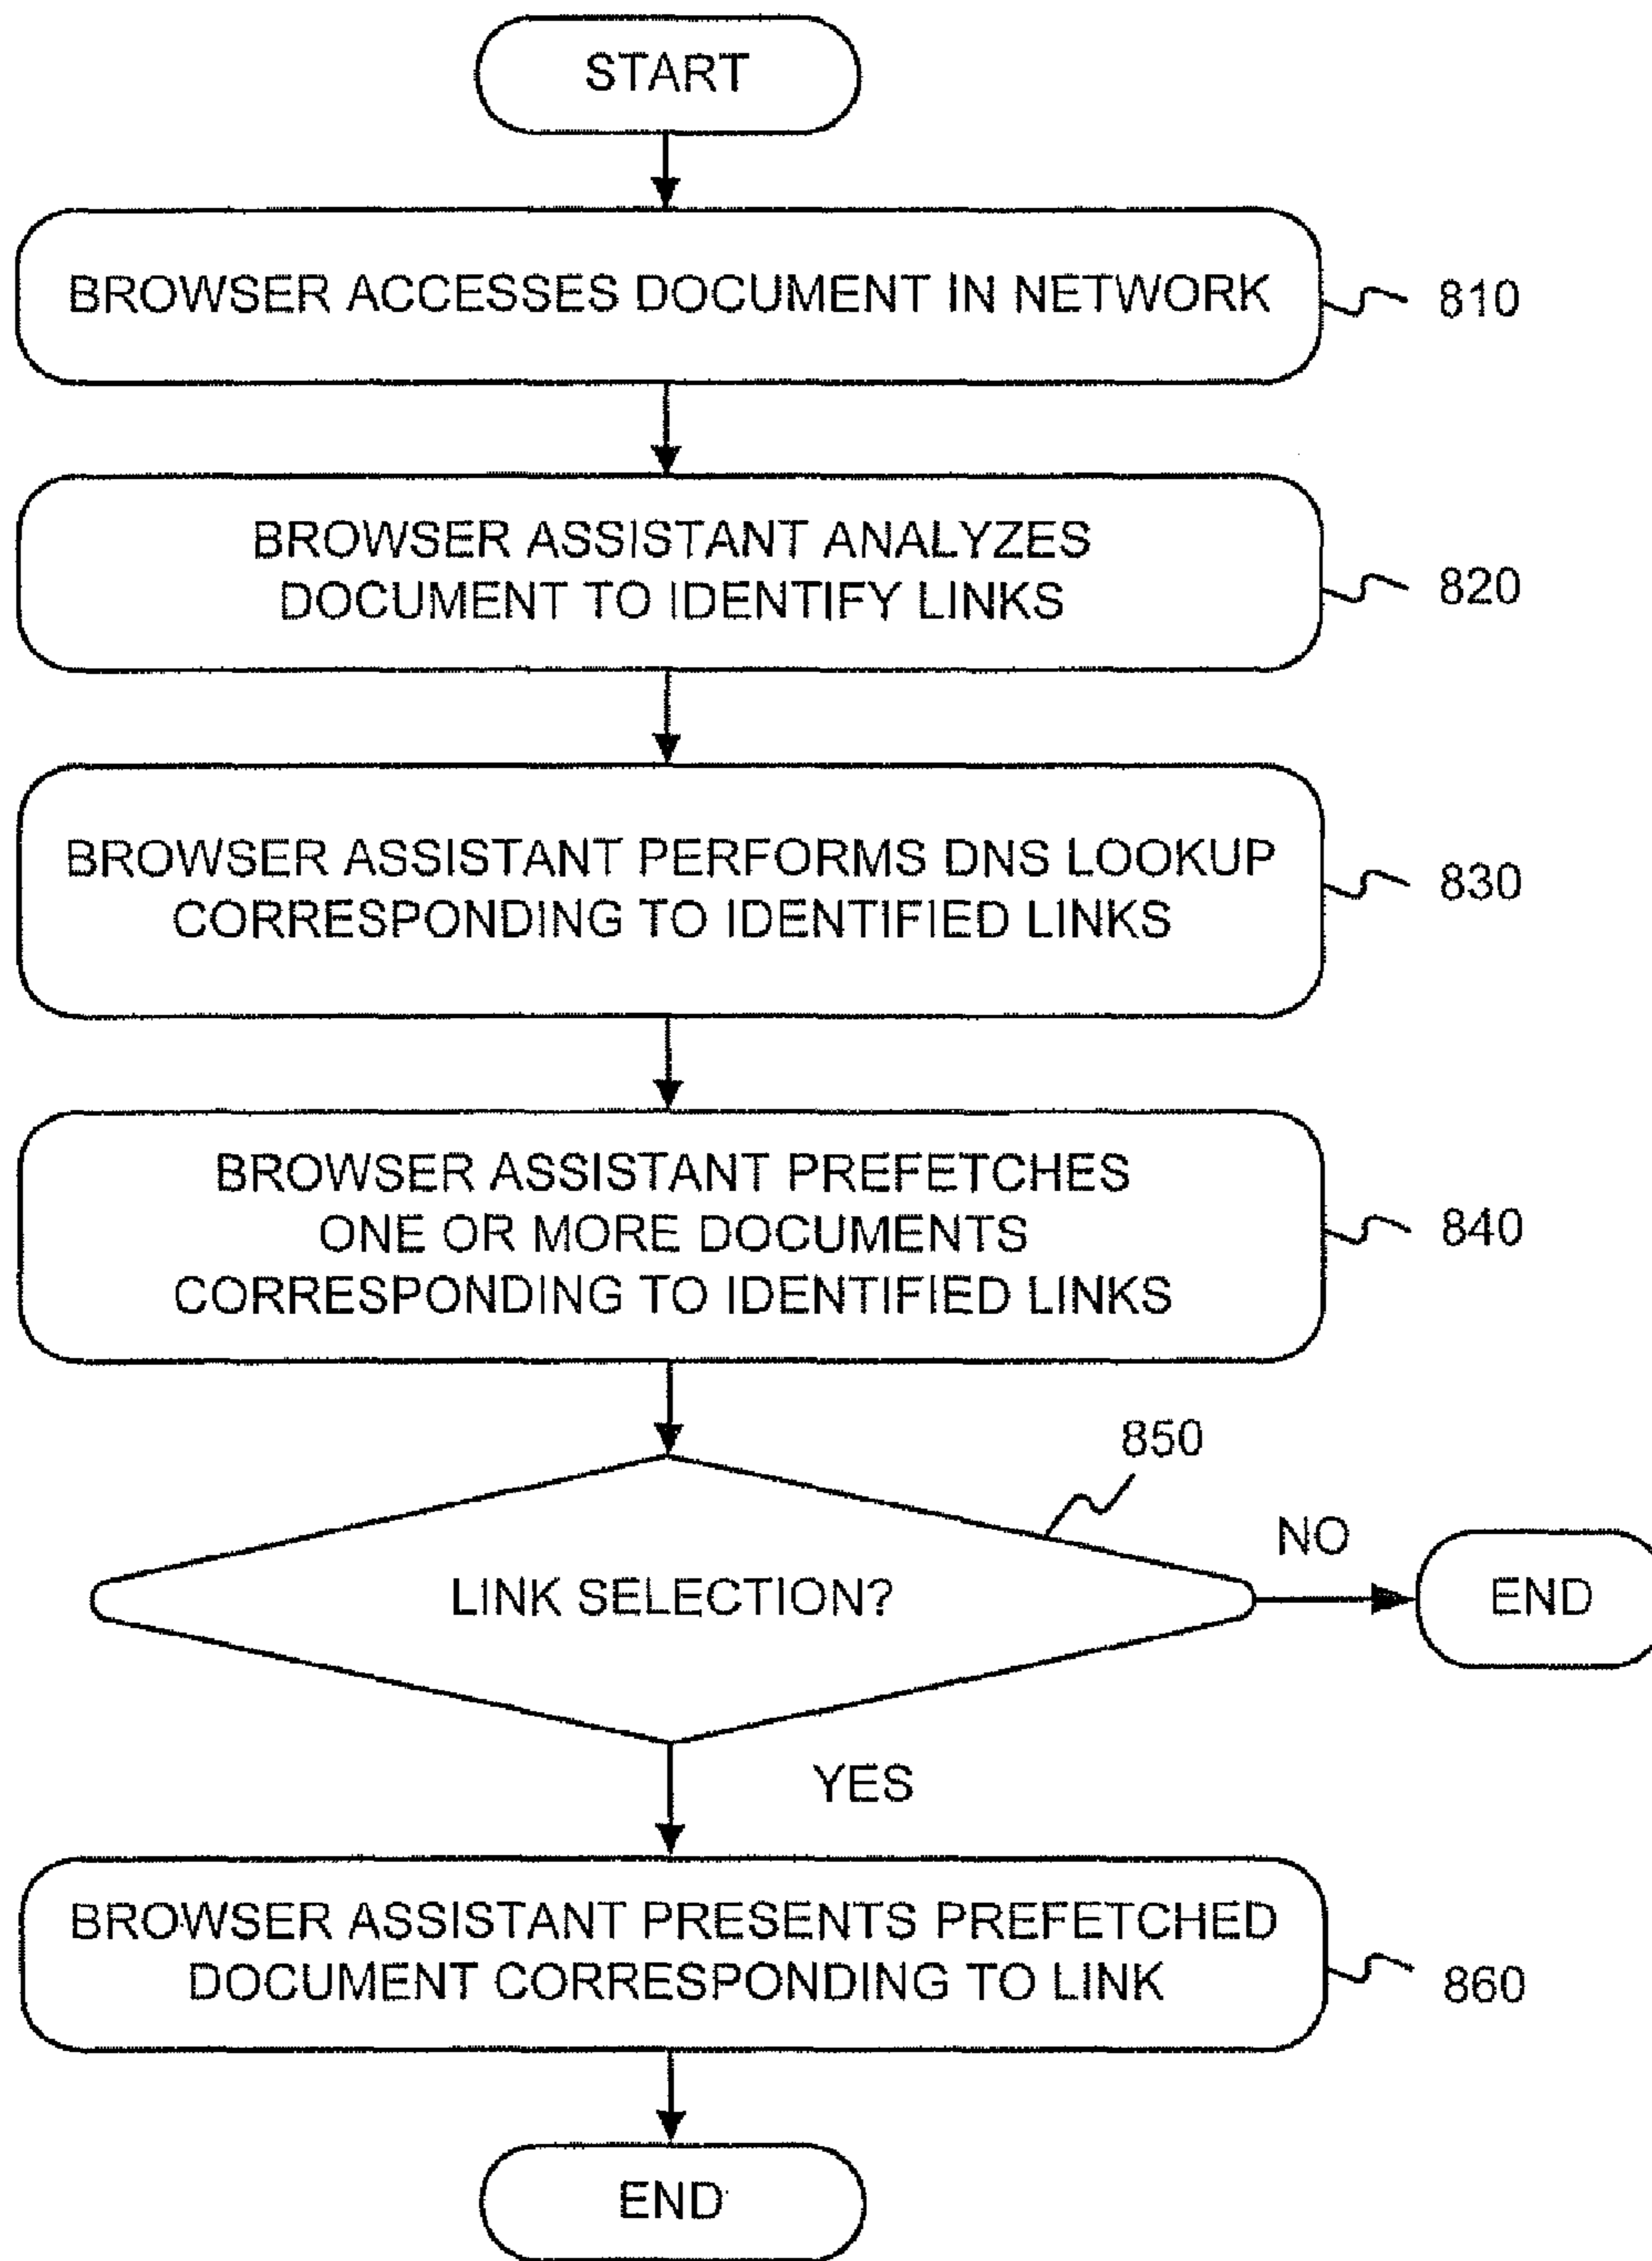 START
BROWSER ACCESSES DOCUMENT IN NETWORK
810
BROWSER ASSISTANT ANALYZES
DOCUMENT TO IDENTIFY LINKS
820
BROWSER ASSISTANT PERFORMS DNS LOOKUP
CORRESPONDING TO IDENTIFIED LINKS
830
BROWSER ASSISTANT PREFETCHES
ONE OR MORE DOCUMENTS
CORRESPONDING TO IDENTIFIED LINKS
840
850
LINK SELECTION?
NO
END
YES
BROWSER ASSISTANT PRESENTS PREFETCHED
DOCUMENT CORRESPONDING TO LINK
860
END